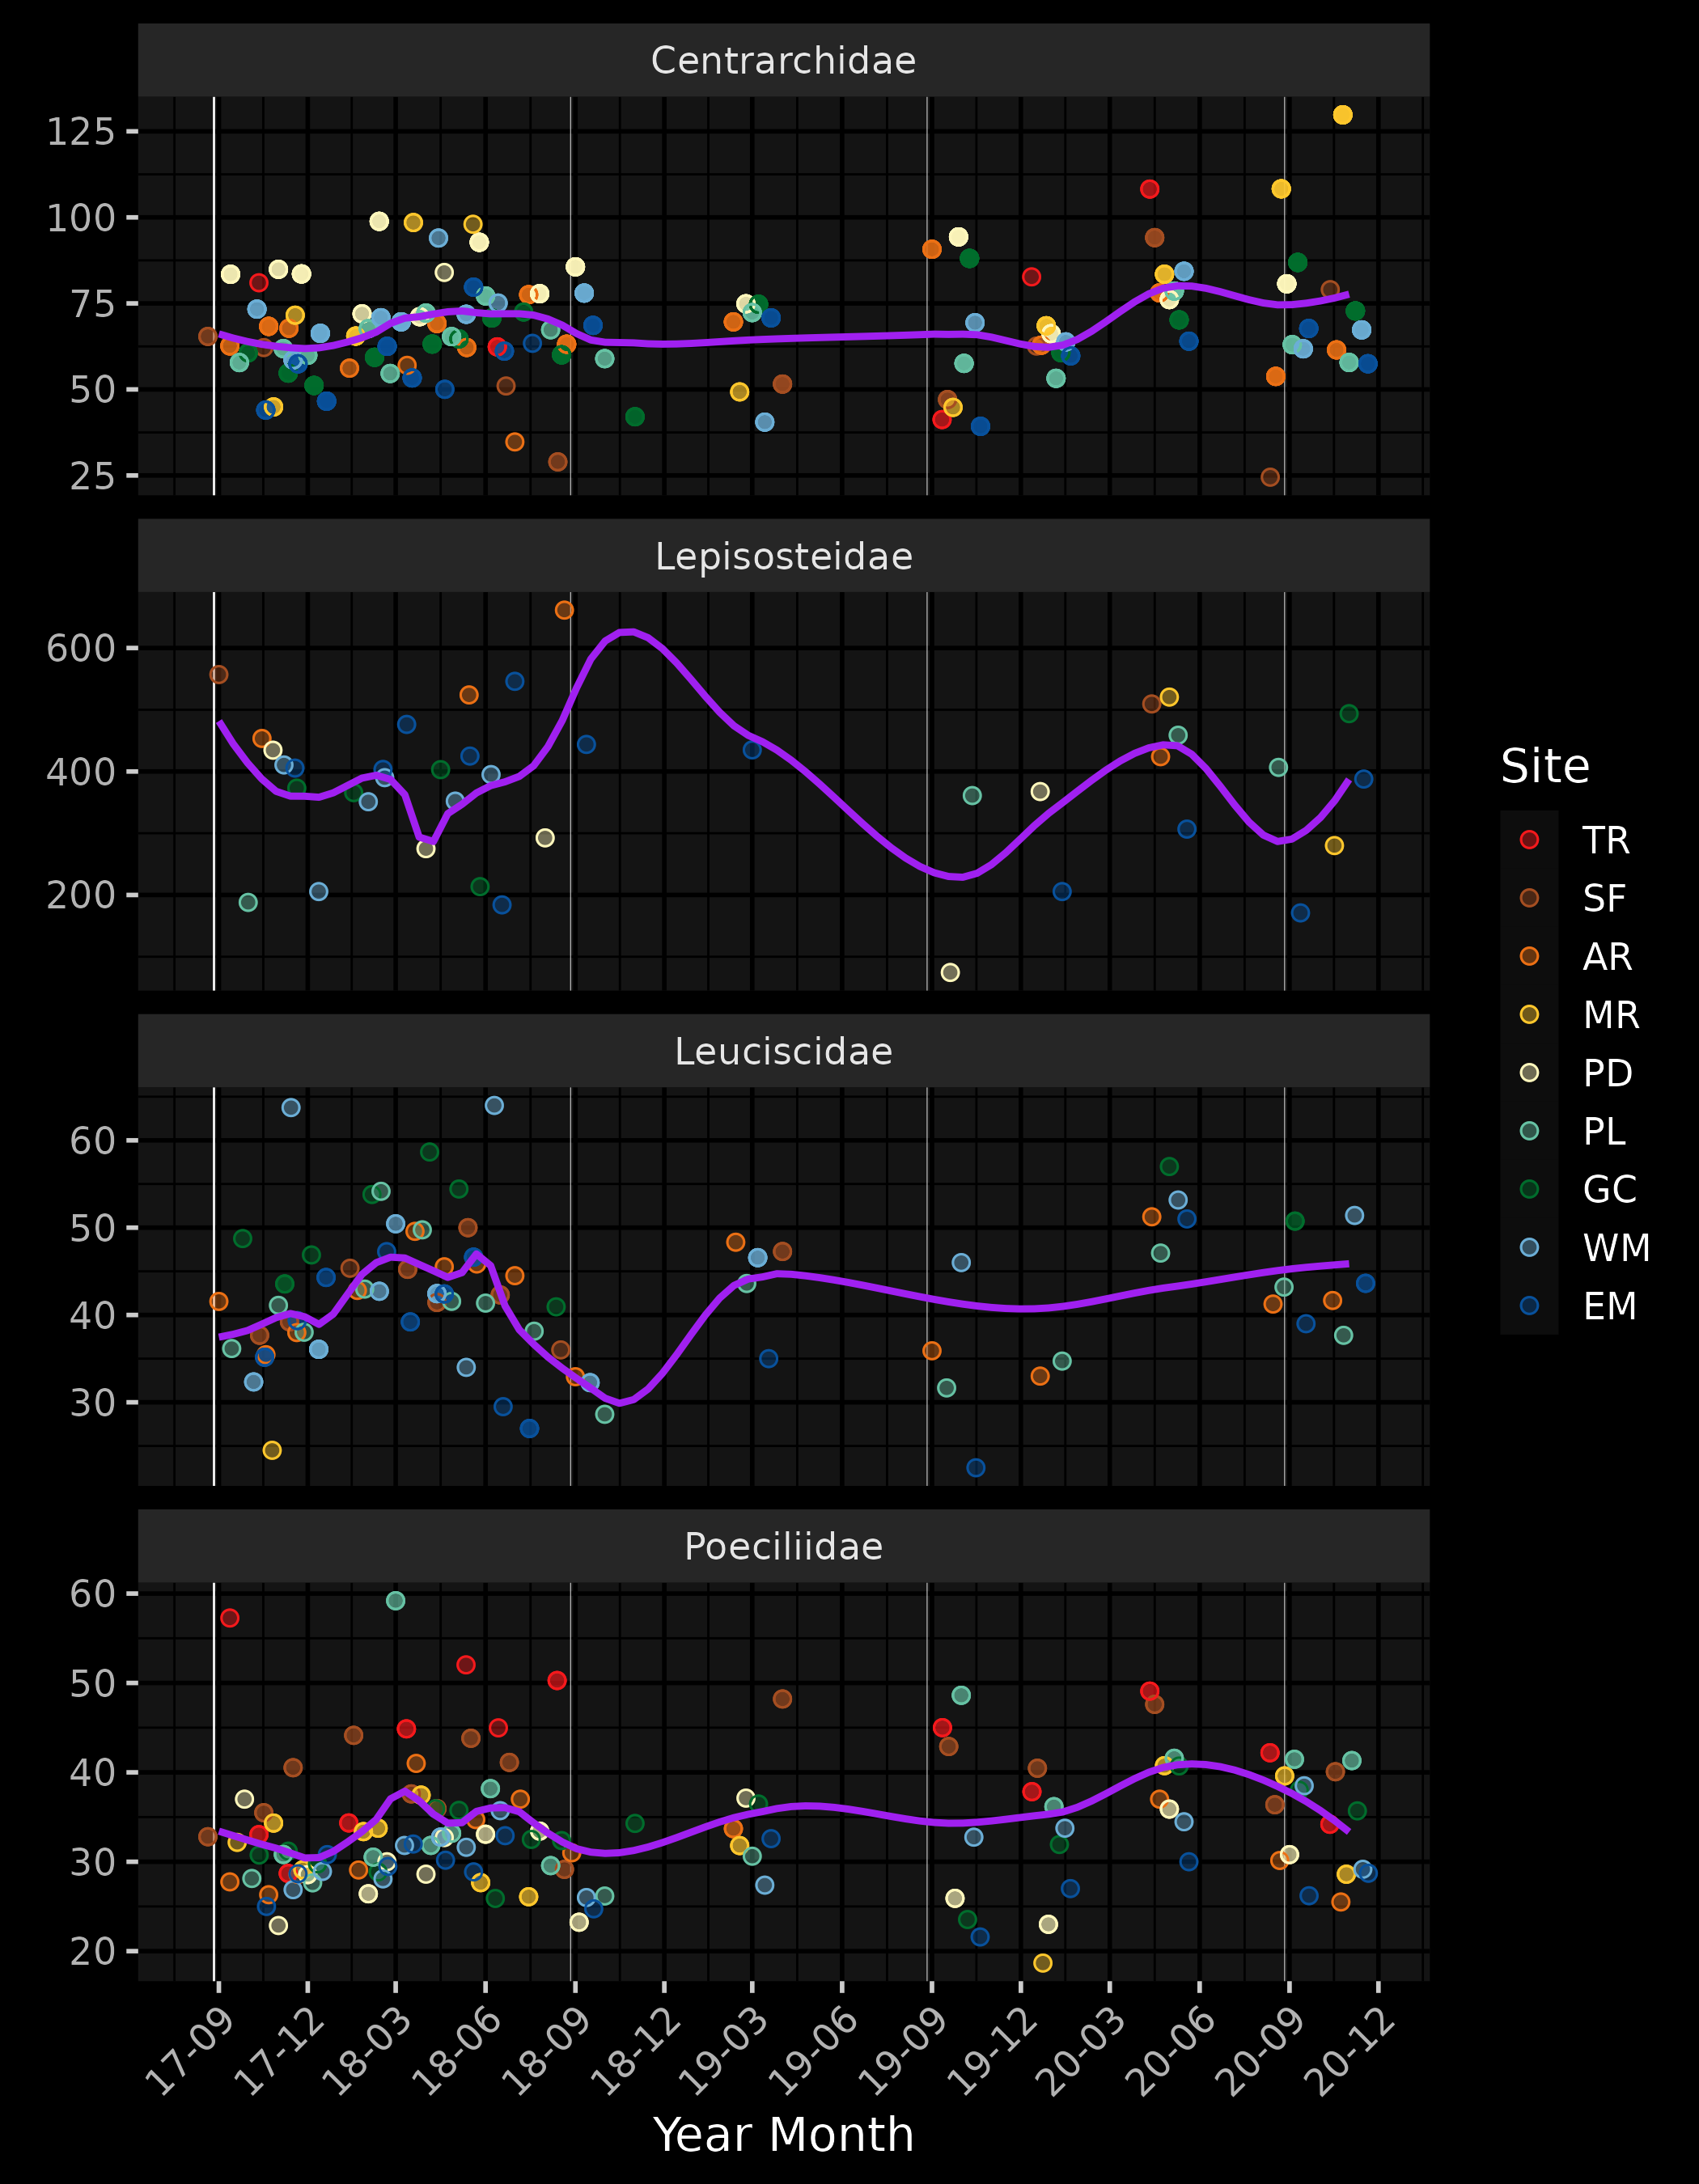 Centrarchidae
125
100
75
50
25
Lepisosteidae
600
400
200
Leuciscidae
60
50
40
30
Poeciliidae
60
50
40
30
20
17-09
17-12
18-03
18-06
18-09
18-12
19-03
19-06
19-09
19-12
20-03
20-06
20-09
20-12
Year Month
Site
TR
SF
AR
MR
PD
PL
GC
WM
EM